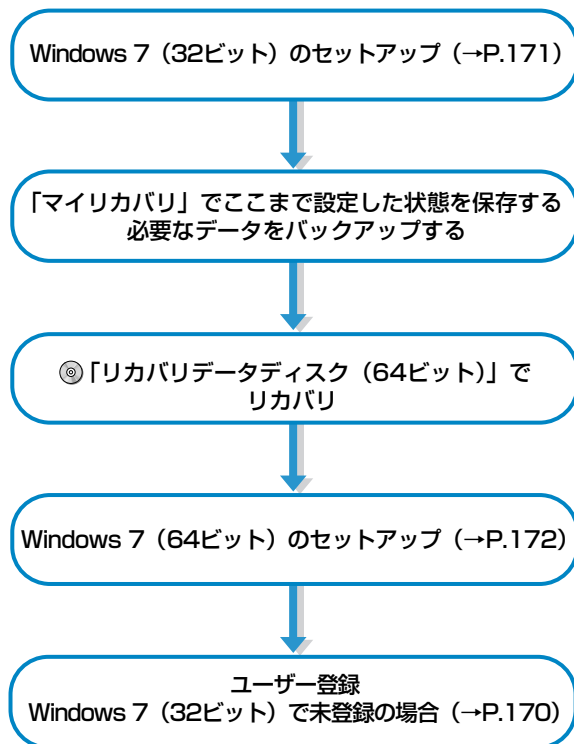 Windows 7（32ビット）のセットアップ（→P.171）
「マイリカバリ」でここまで設定した状態を保存する
必要なデータをバックアップする
「リカバリデータディスク（64ビット）」で
リカバリ
Windows 7（64ビット）のセットアップ（→P.172）
ユーザー登録
Windows 7（32ビット）で未登録の場合（→P.170）